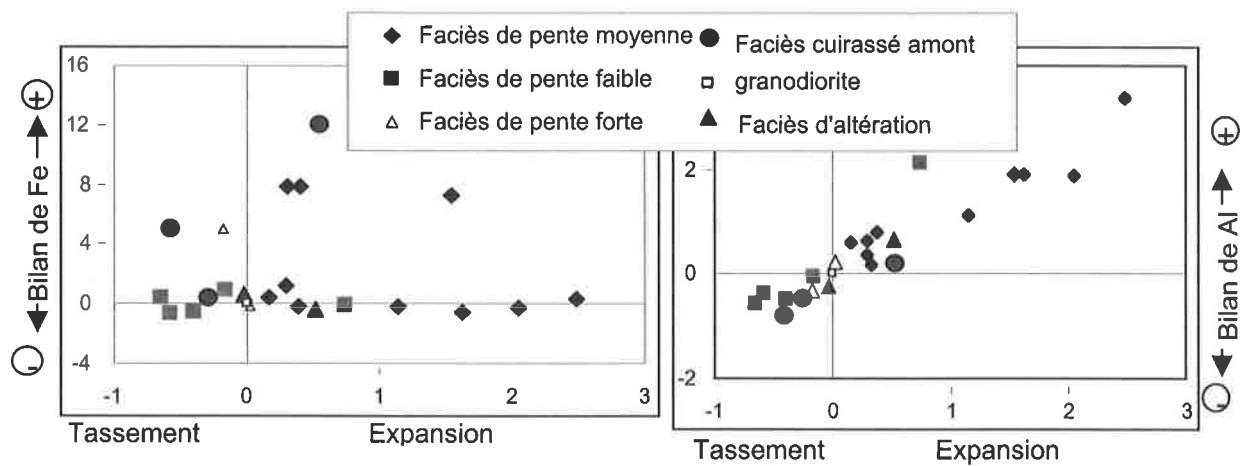 Faciès de pente moyenne
Faciès cuirassé amont
Faciès de pente faible
granodiorite
Faciès de pente forte
Faciès d'altération
Bilan de Fe
+
-
16
12
8
4
0
-4
-1 0 1 2 3
Tassement Expansion
2
0
-2
-1 0 1 2 3
Tassement Expansion
Bilan de Al
+
-